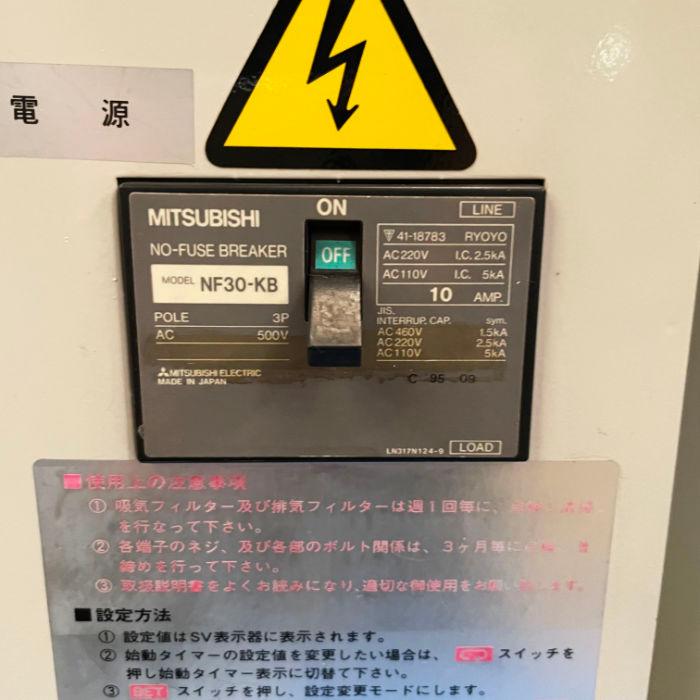 電 源
MITSUBISHI
NO-FUSE BREAKER
MODEL NF30-KB
POLE 3P
AC 500V
MITSUBISHI ELECTRIC
MADE IN JAPAN
ON
OFF
LINE
41-18783 RYOYO
AC220V I.C. 2.5kA
AC110V I.C. 5kA
10 AMP.
JIS.
INTERRUP. CAP. sym.
AC460V 1.5kA
AC220V 2.5kA
AC110V 5kA
C 95 09
LN317N124-9 LOAD
■使用上の注意事項
① 吸気フィルター及び排気フィルターは週1回毎に、
を行なって下さい。
② 各端子のネジ、及び各部のボルト関係は、3ヶ月毎に
締めを行って下さい。
③ 取扱説明書をよくお読みになり、適切な御使用をお願いします。
■設定方法
① 設定値はSV表示器に表示されます。
② 始動タイマーの設定値を変更したい場合は、 スイッチを
押し始動タイマー表示に切替て下さい。
③ SET スイッチを押し、設定変更モードにします。